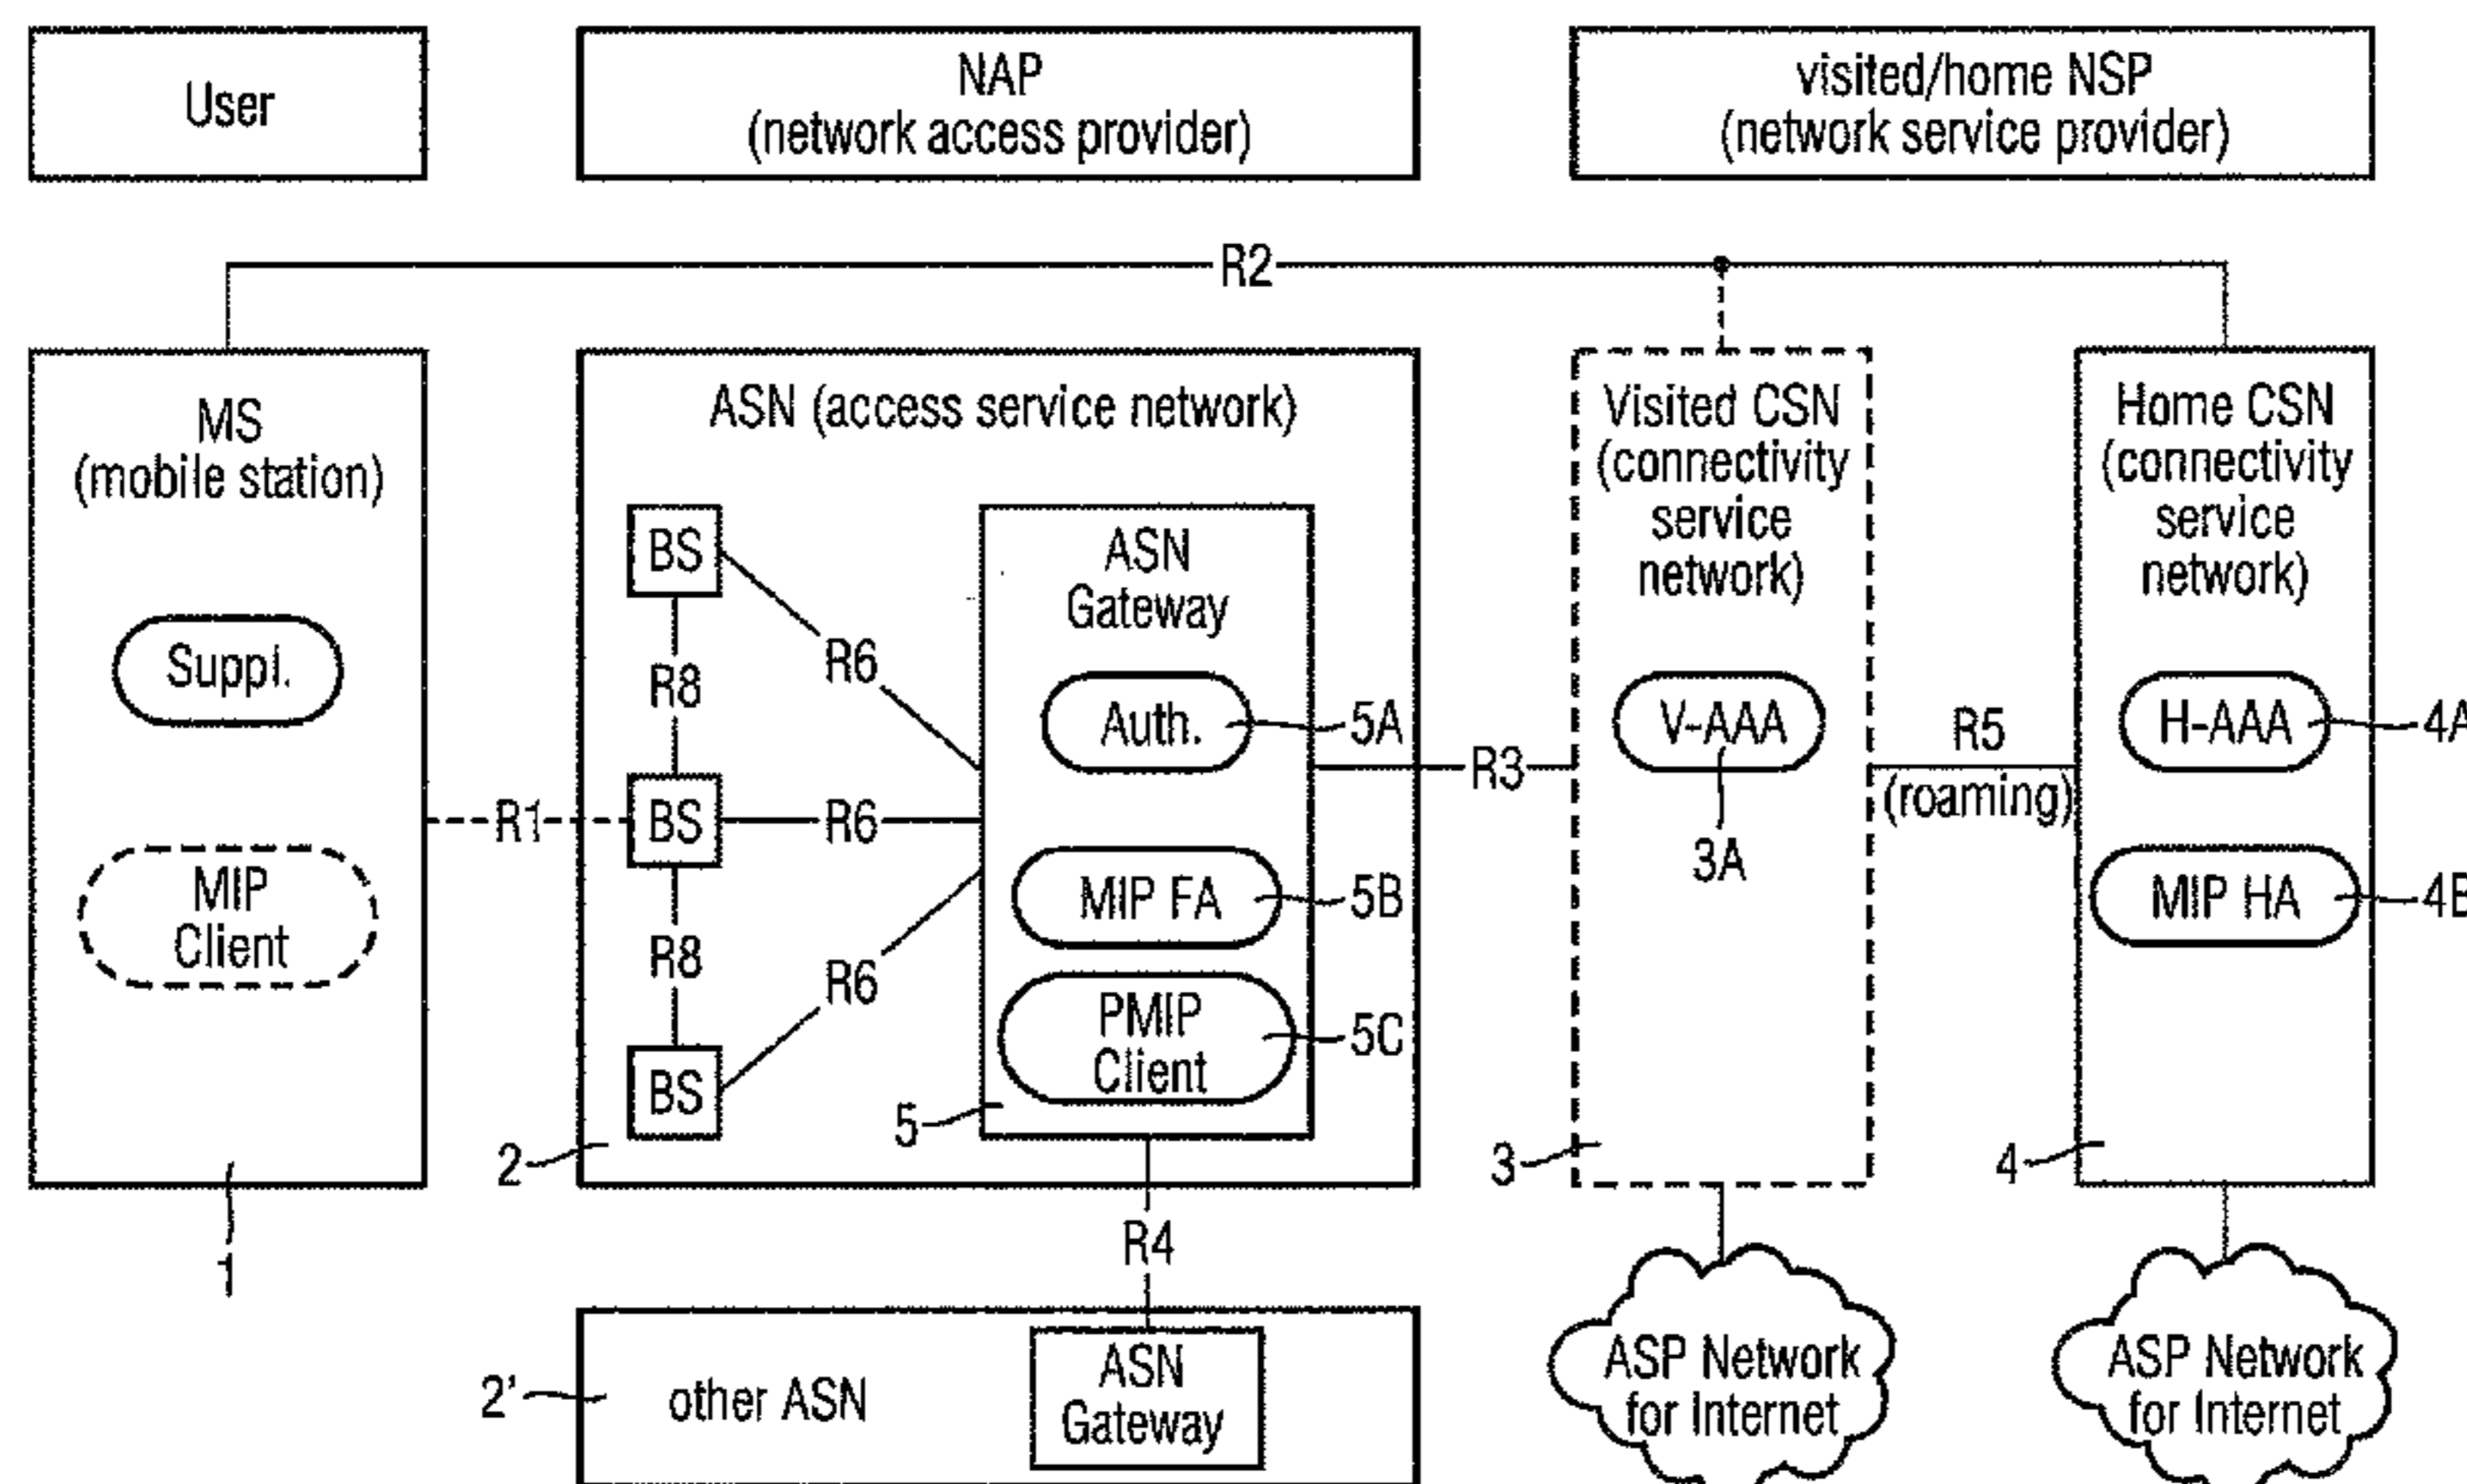 User
NAP
(network access provider)
visited/home NSP
(network service provider)
R2
MS
(mobile station)
Suppl.
MIP
Client
1
R1
ASN (access service network)
BS
R8
BS
R8
BS
R6
R6
R6
ASN
Gateway
Auth.
5A
MIP FA
5B
PMIP
Client
5C
5
2
R3
Visited CSN
(connectivity
service
network)
V-AAA
3A
3
R5
(roaming)
Home CSN
(connectivity
service
network)
H-AAA
4A
MIP HA
4B
4
R4
2'
other ASN
ASN
Gateway
ASP Network
for Internet
ASP Network
for Internet